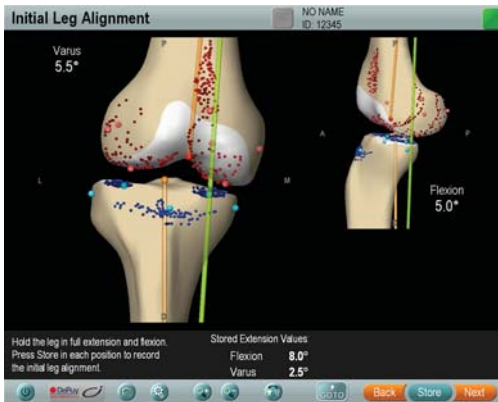 Initial Leg Alignment
NO NAME
ID: 12345
Varus
5.5°
P
P
L
M
A
P
Flexion
5.0°
D
D
Hold the leg in full extension and flexion.
Press Store in each position to record
the initial leg alignment.
Stored Extension Values
Flexion 8.0°
Varus 2.5°
DePuy
GOTO
Back
Store
Next